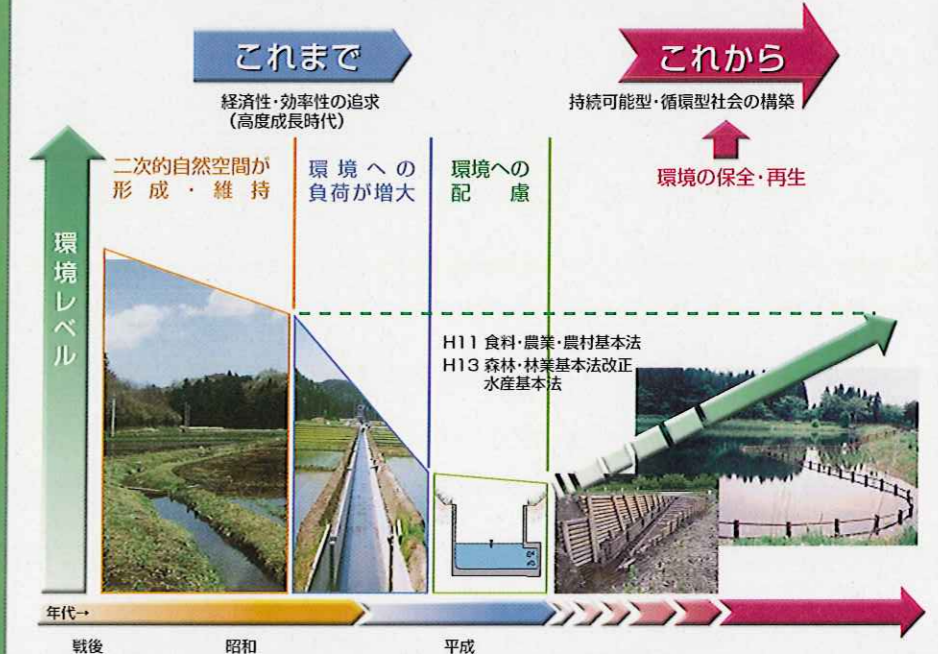 これまで
経済性・効率性の追求
(高度成長時代)
これから
持続可能型・循環型社会の構築
環境の保全・再生
二次的自然空間が
形成・維持
環境への
負荷が増大
環境への
配慮
環境レベル
H11 食料・農業・農村基本法
H13 森林・林業基本法改正
水産基本法
年代→
戦後
昭和
平成